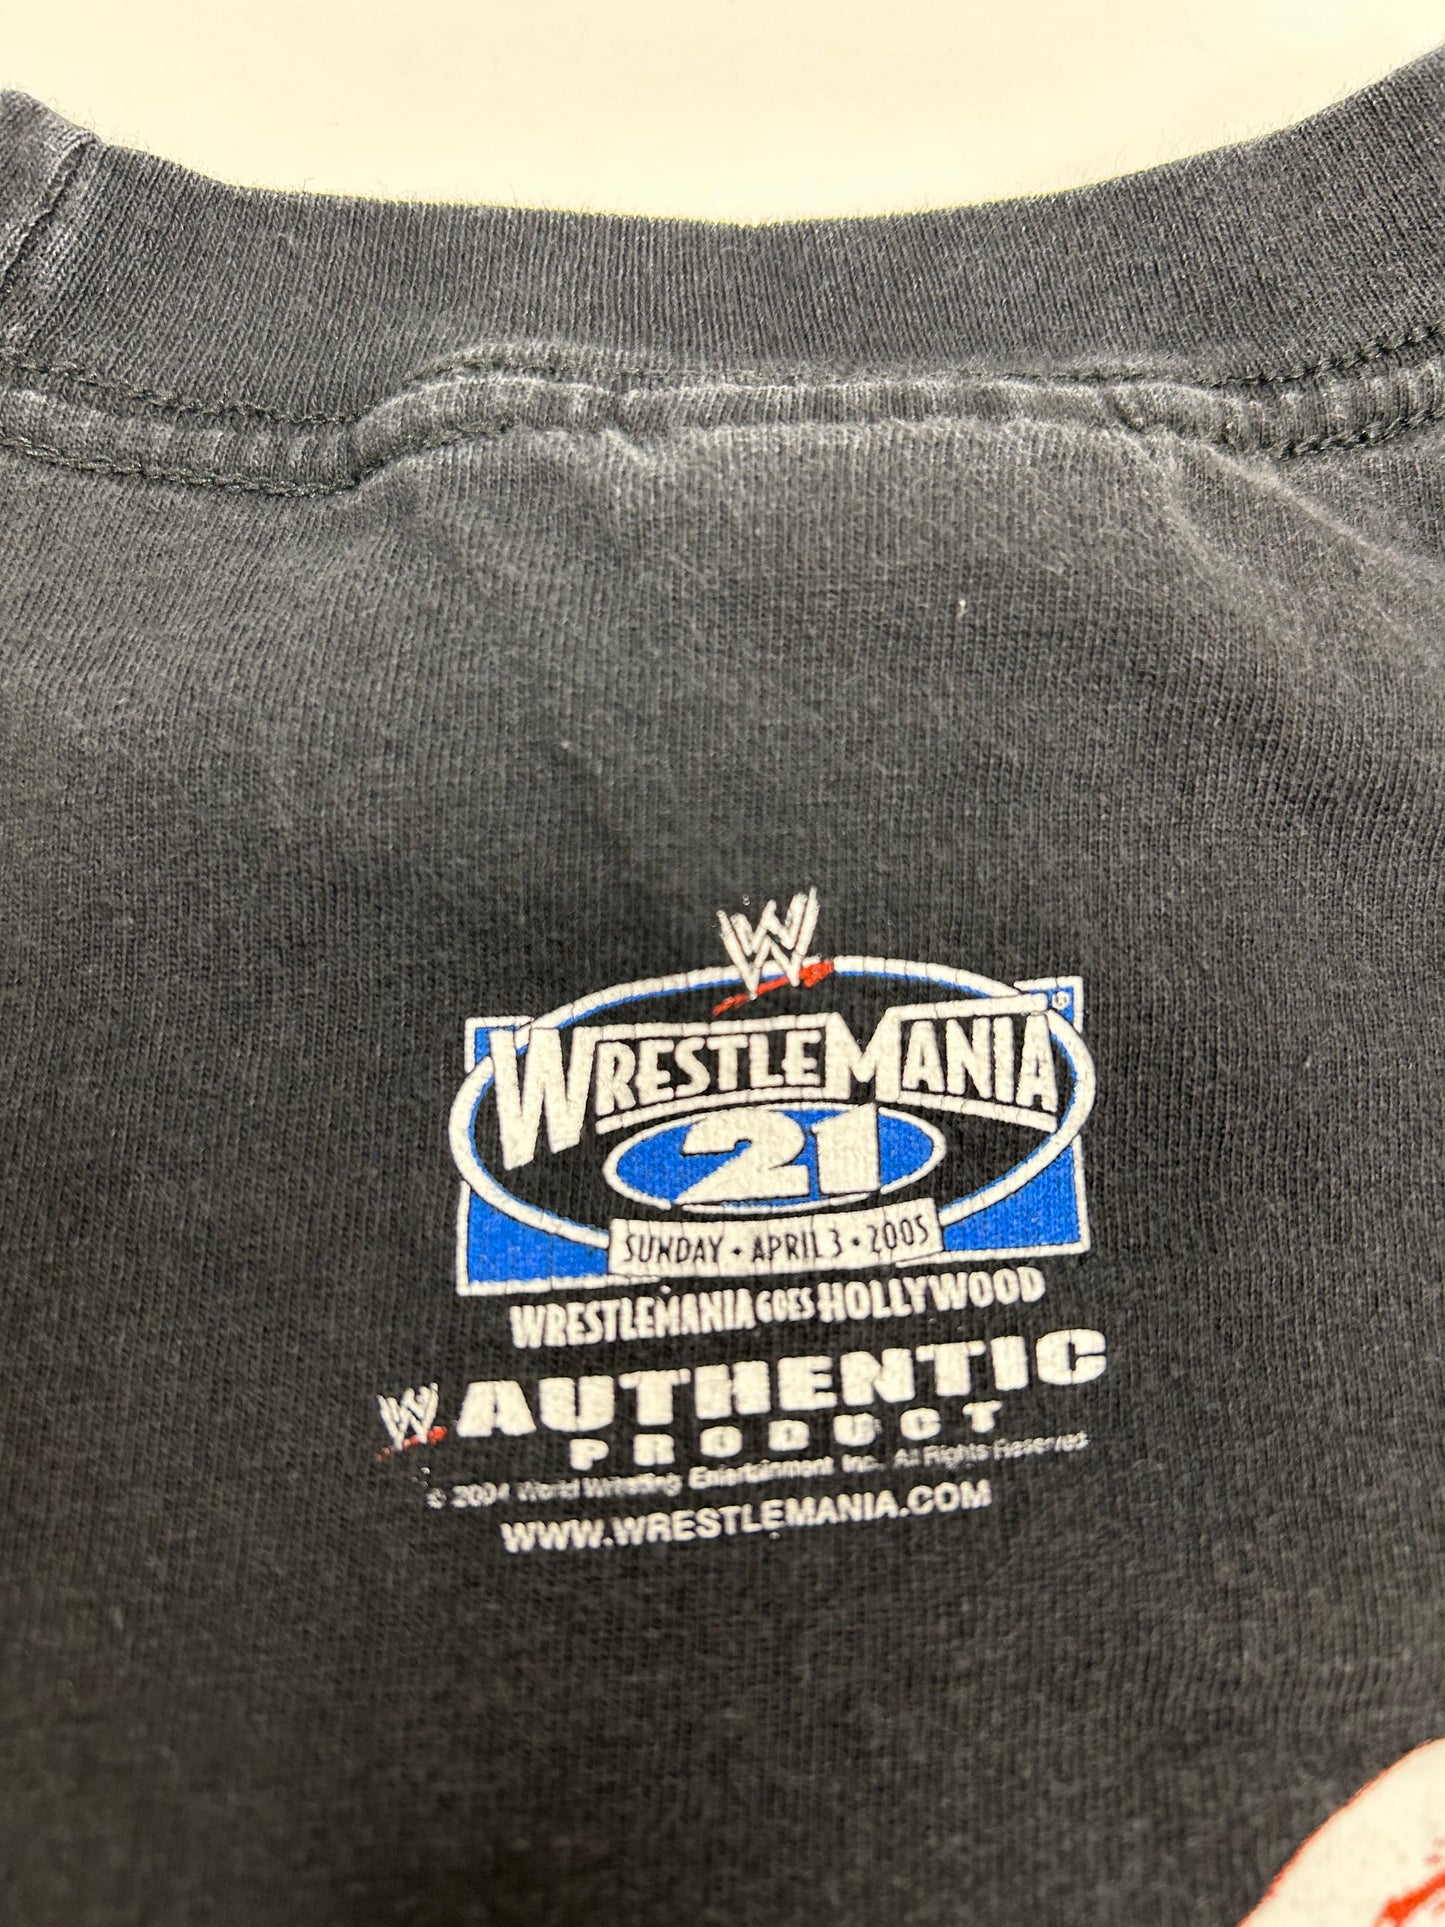 W
WRESTLEMANIA®
21
SUNDAY • APRIL 3 • 2005
WRESTLEMANIA GOES HOLLYWOOD
W AUTHENTIC
PRODUCT
© 2004 World Wrestling Entertainment Inc.. All Rights Reserved
WWW.WRESTLEMANIA.COM